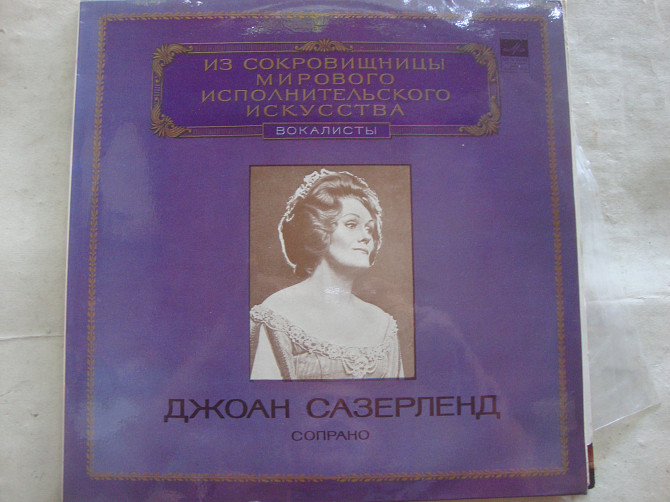 ИЗ СОКРОВИЩНИЦЫ
МИРОВОГО
ИСПОЛНИТЕЛЬСКОГО
ИСКУССТВА
ВОКАЛИСТЫ
ДЖОАН САЗЕРЛЕНД
СОПРАНО